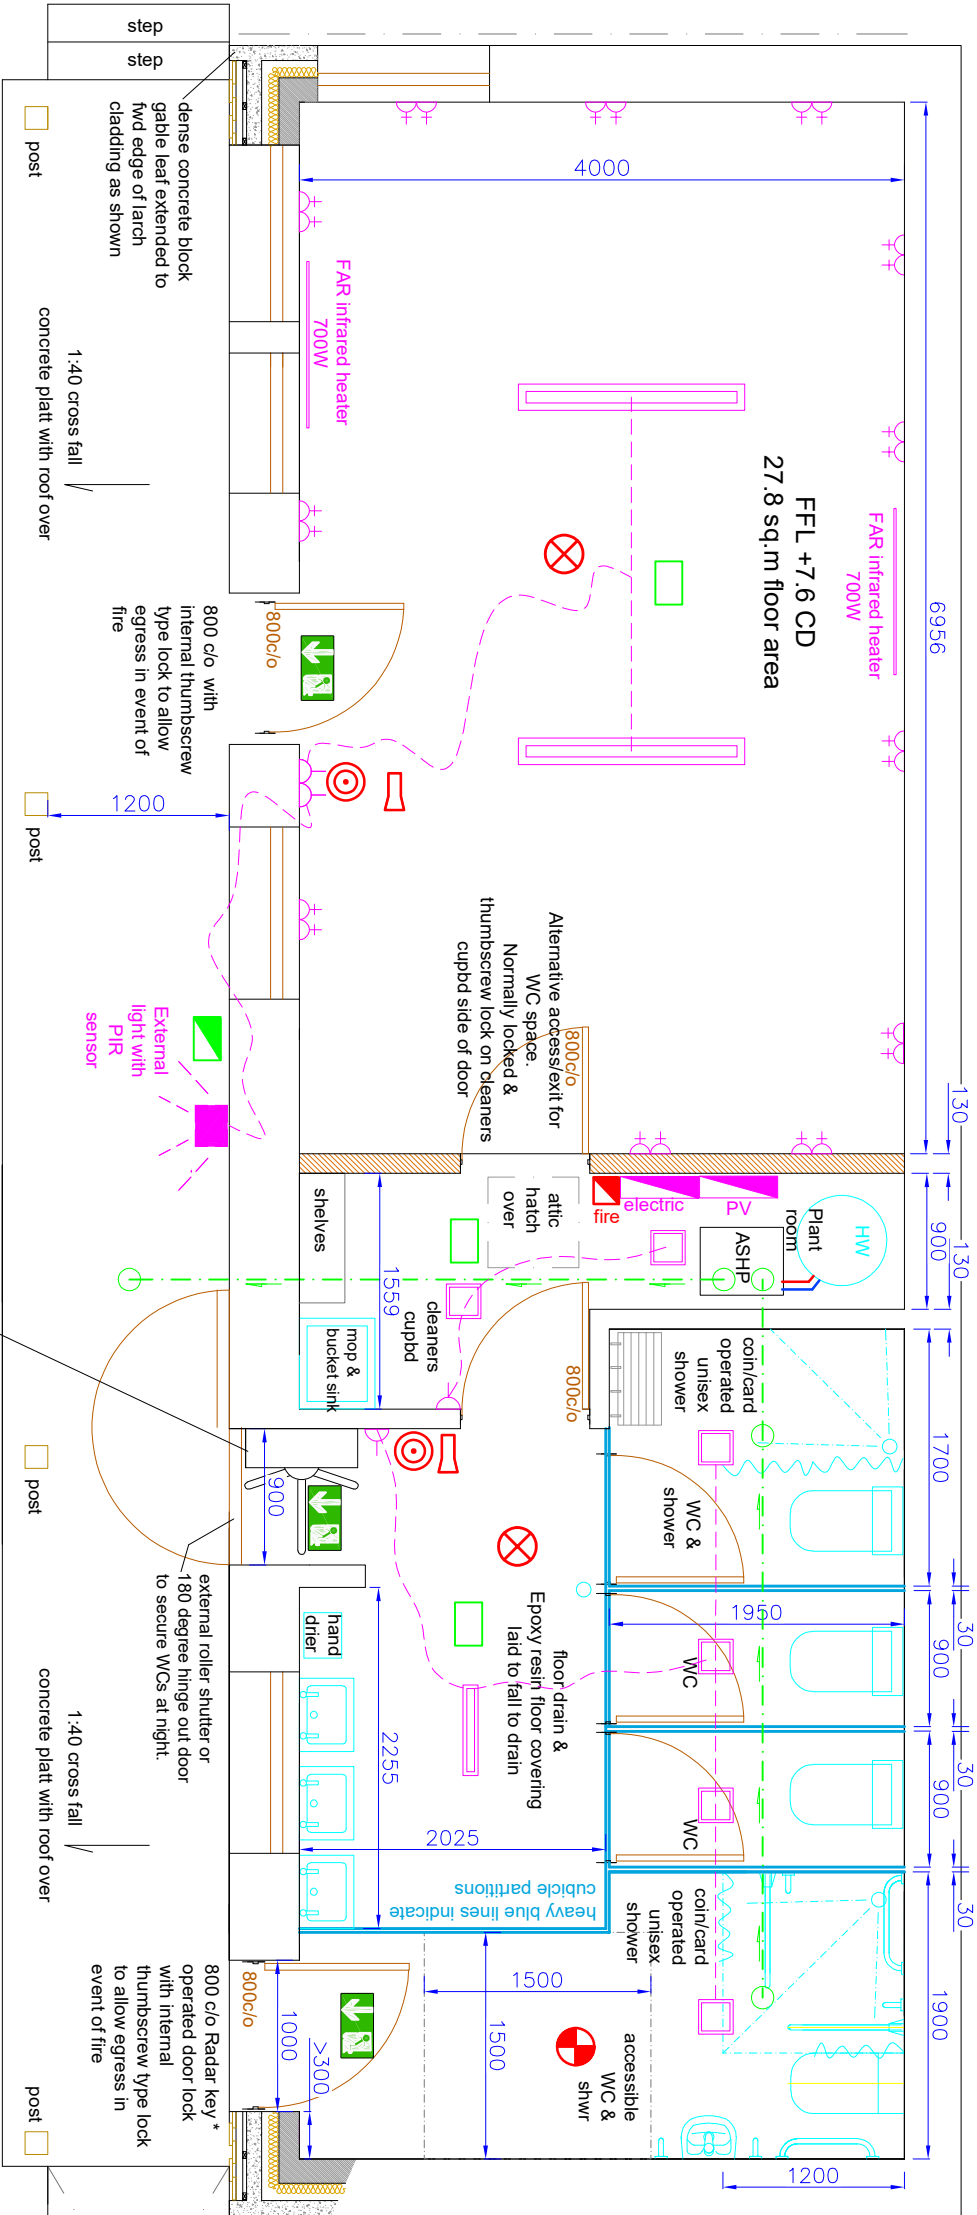 step
step
post
dense concrete block
gable leaf extended to
fwd edge of larch
cladding as shown
1:40 cross fall
concrete platt with roof over
4000
FAR infrared heater
700W
FFL +7.6 CD
27.8 sq.m floor area
FAR infrared heater
700W
6956
800c/o
800 c/o with
internal thumbscrew
type lock to allow
egress in event of
fire
1200
post
External
light with
PIR
sensor
Alternative access/exit for
WC space.
Normally locked &
thumbscrew lock on cleaners
cupbd side of door
800c/o
130
900
130
shelves
attic
hatch
over
fire
electric
PV
Plant
room
HW
ASHP
1559
cleaners
cupbd
mop &
bucket sink
800c/o
coin/card
operated
unisex
shower
1700
WC &
shower
900
post
external roller shutter or
180 degree hinge out door
to secure WCs at night.
hand
drier
floor drain &
Epoxy resin floor covering
laid to fall to drain
1950
WC
30
900
WC
30
900
30
2255
2025
heavy blue lines indicate
cubicle partitions
1:40 cross fall
concrete platt with roof over
coin/card
operated
unisex
shower
1900
1500
1500
accessible
WC &
shwr
800c/o
1000
>300
800 c/o Radar key *
operated door lock
with internal
thumbscrew type lock
to allow egress in
event of fire
1200
post